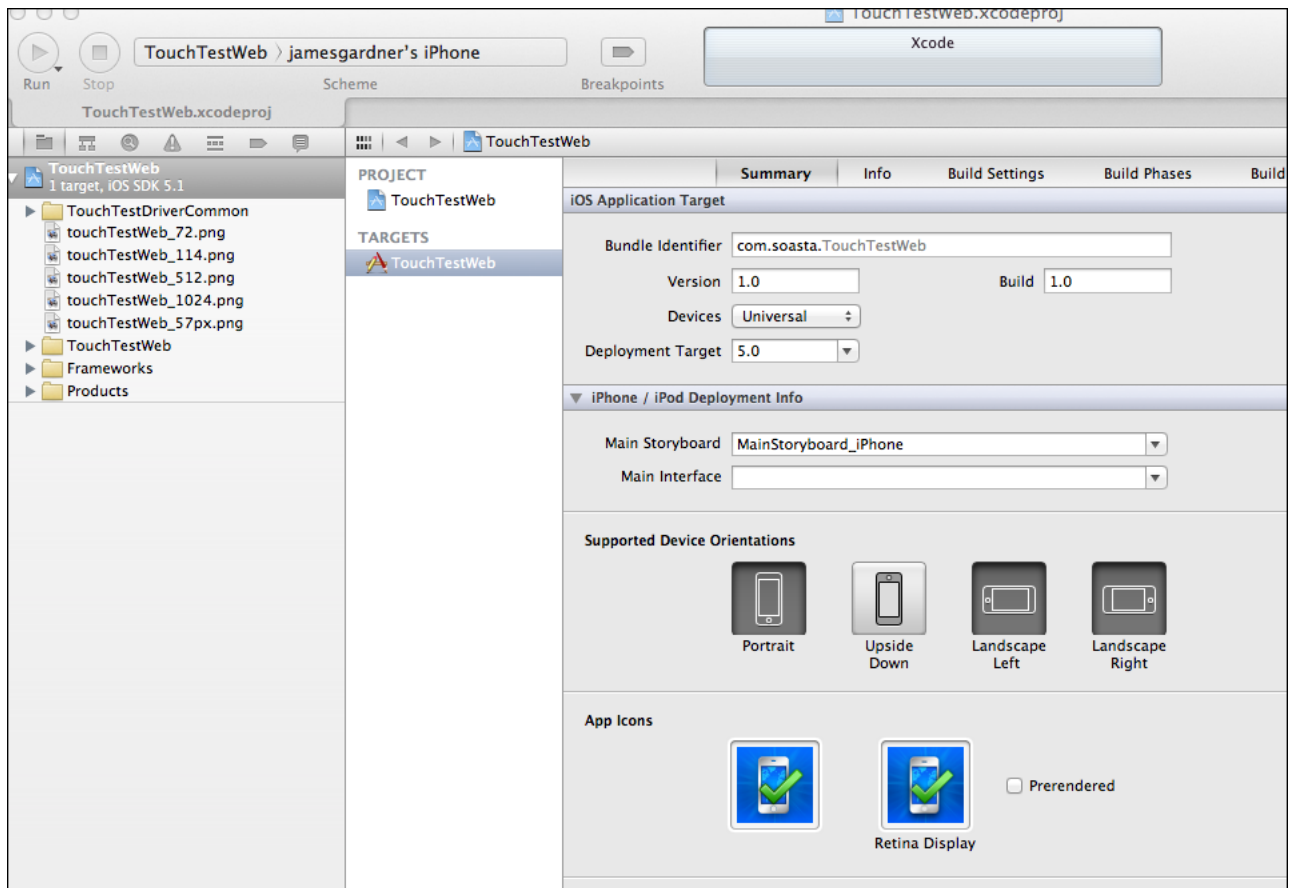 TouchTestWeb.xcodeproj
TouchTestWeb 〉 jamesgardner's iPhone
Xcode
Run
Stop
Scheme
Breakpoints
TouchTestWeb.xcodeproj
TouchTestWeb
TouchTestWeb
1 target, iOS SDK 5.1
TouchTestDriverCommon
touchTestWeb_72.png
touchTestWeb_114.png
touchTestWeb_512.png
touchTestWeb_1024.png
touchTestWeb_57px.png
TouchTestWeb
Frameworks
Products
PROJECT
TouchTestWeb
TARGETS
TouchTestWeb
Summary Info Build Settings Build Phases Build
iOS Application Target
Bundle Identifier com.soasta.TouchTestWeb
Version 1.0 Build 1.0
Devices Universal
Deployment Target 5.0
iPhone / iPod Deployment Info
Main Storyboard MainStoryboard_iPhone
Main Interface
Supported Device Orientations
Portrait
Upside
Down
Landscape
Left
Landscape
Right
App Icons
Prerendered
Retina Display